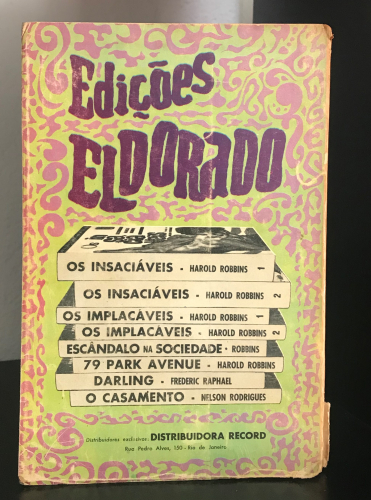 Edições
ELDORADO
OS INSACIÁVEIS - HAROLD ROBBINS 1
OS INSACIÁVEIS - HAROLD ROBBINS 2
OS IMPLACÁVEIS - HAROLD ROBBINS 1
OS IMPLACÁVEIS - HAROLD ROBBINS 2
ESCÂNDALO NA SOCIEDADE - ROBBINS
79 PARK AVENUE - HAROLD ROBBINS
DARLING - FREDERIC RAPHAEL
O CASAMENTO - NELSON RODRIGUES
Distribuidores exclusivos: DISTRIBUIDORA RECORD
Rua Pedro Alves, 150 - Rio de Janeiro